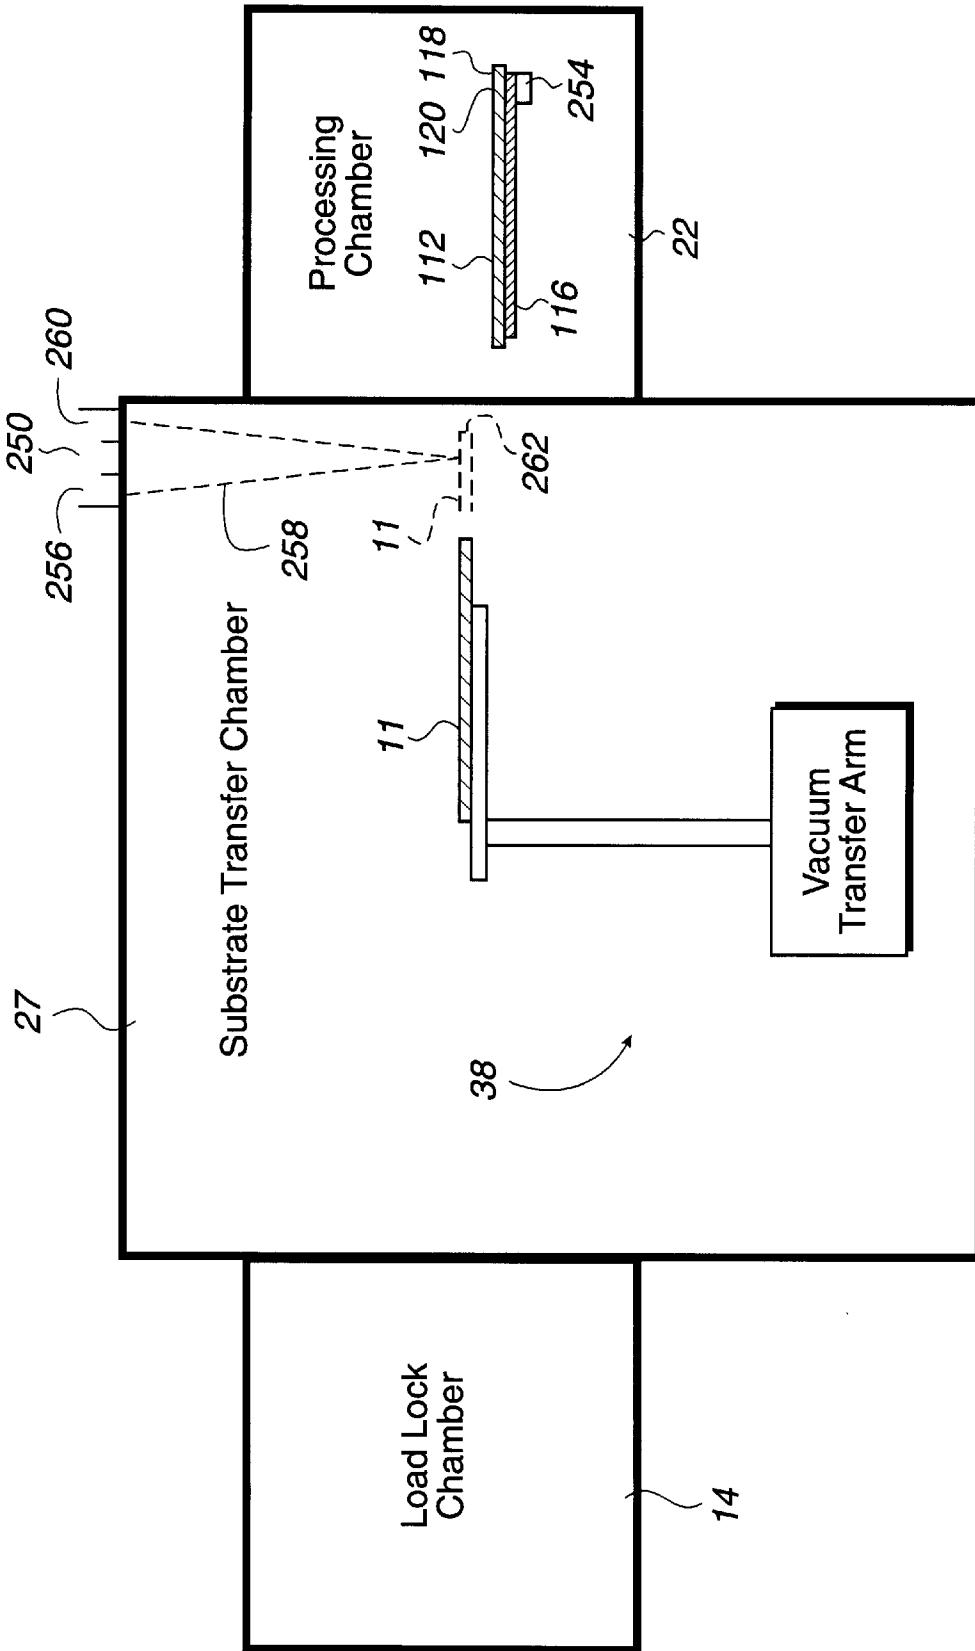 256
250
260
27
Substrate Transfer Chamber
258
11
11
262
38
Vacuum
Transfer Arm
Load Lock
Chamber
14
Processing
Chamber
112
120
118
116
254
22